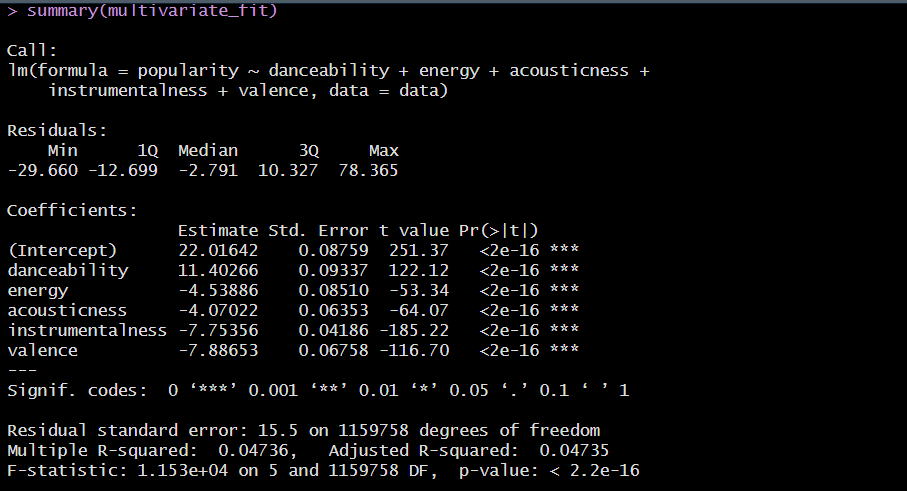 > summary(multivariate_fit)
Call:
lm(formula = popularity ~ danceability + energy + acousticness +
    instrumentalness + valence, data = data)
Residuals:
    Min      1Q  Median      3Q     Max
-29.660 -12.699  -2.791  10.327  78.365
Coefficients:
                 Estimate Std. Error t value Pr(>|t|)
(Intercept)      22.01642    0.08759  251.37   <2e-16 ***
danceability     11.40266    0.09337  122.12   <2e-16 ***
energy           -4.53886    0.08510  -53.34   <2e-16 ***
acousticness     -4.07022    0.06353  -64.07   <2e-16 ***
instrumentalness -7.75356    0.04186 -185.22   <2e-16 ***
valence          -7.88653    0.06758 -116.70   <2e-16 ***
---
Signif. codes:  0 ‘***’ 0.001 ‘**’ 0.01 ‘*’ 0.05 ‘.’ 0.1 ‘ ’ 1
Residual standard error: 15.5 on 1159758 degrees of freedom
Multiple R-squared:  0.04736,	Adjusted R-squared:  0.04735
F-statistic: 1.153e+04 on 5 and 1159758 DF,  p-value: < 2.2e-16